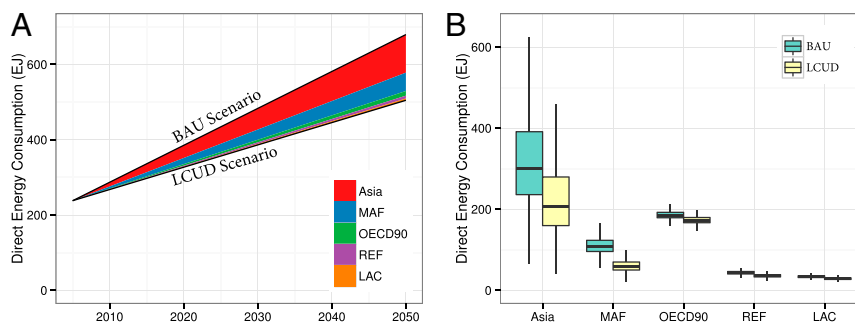 A
Direct Energy Consumption (EJ)
600
400
200
0
BAU Scenario
LCUD Scenario
Asia
MAF
OECD90
REF
LAC
2010
2020
2030
2040
2050
B
Direct Energy Consumption (EJ)
600
400
200
0
BAU
LCUD
Asia
MAF
OECD90
REF
LAC